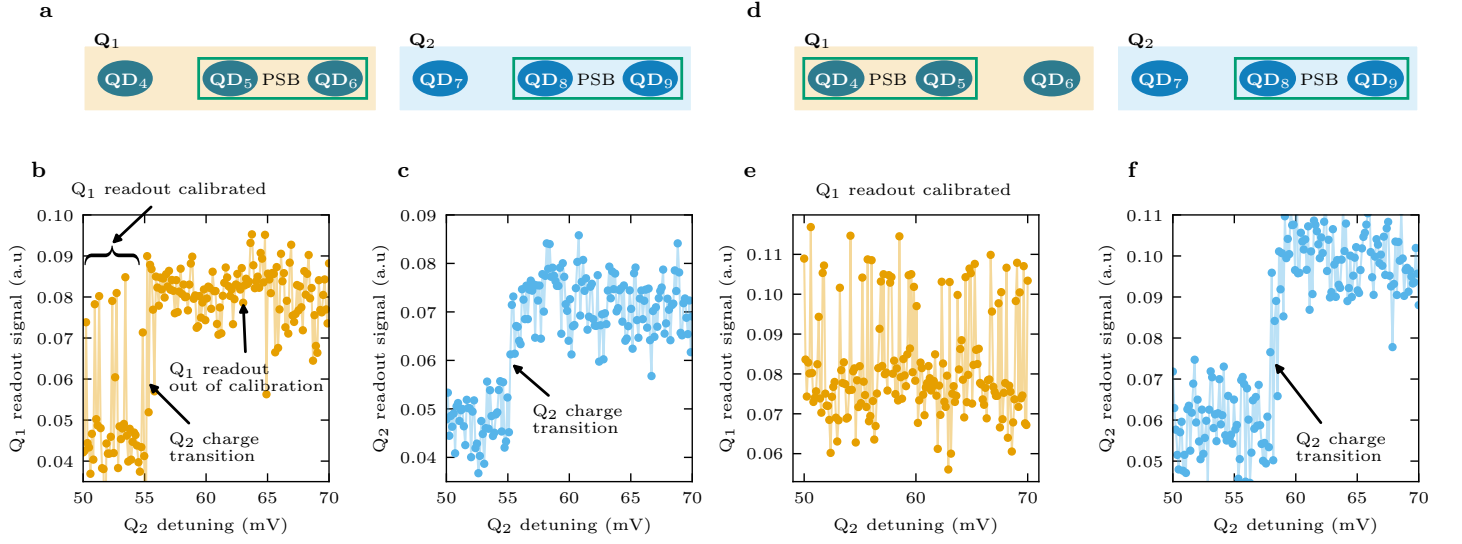 a
Q1
QD4 QD5 PSB QD6
Q2
QD7 QD8 PSB QD9
d
Q1
QD4 PSB QD5 QD6
Q2
QD7 QD8 PSB QD9
b
Q1 readout calibrated
Q1 readout signal (a.u)
0.10
0.09
0.08
0.07
0.06
0.05
0.04
Q1 readout
out of calibration
Q2 charge
transition
50 55 60 65 70
Q2 detuning (mV)
c
Q2 readout signal (a.u)
0.09
0.08
0.07
0.06
0.05
0.04
Q2 charge
transition
50 55 60 65 70
Q2 detuning (mV)
e
Q1 readout calibrated
Q1 readout signal (a.u)
0.11
0.10
0.09
0.08
0.07
0.06
50 55 60 65 70
Q2 detuning (mV)
f
Q2 readout signal (a.u)
0.11
0.10
0.09
0.08
0.07
0.06
0.05
Q2 charge
transition
50 55 60 65 70
Q2 detuning (mV)